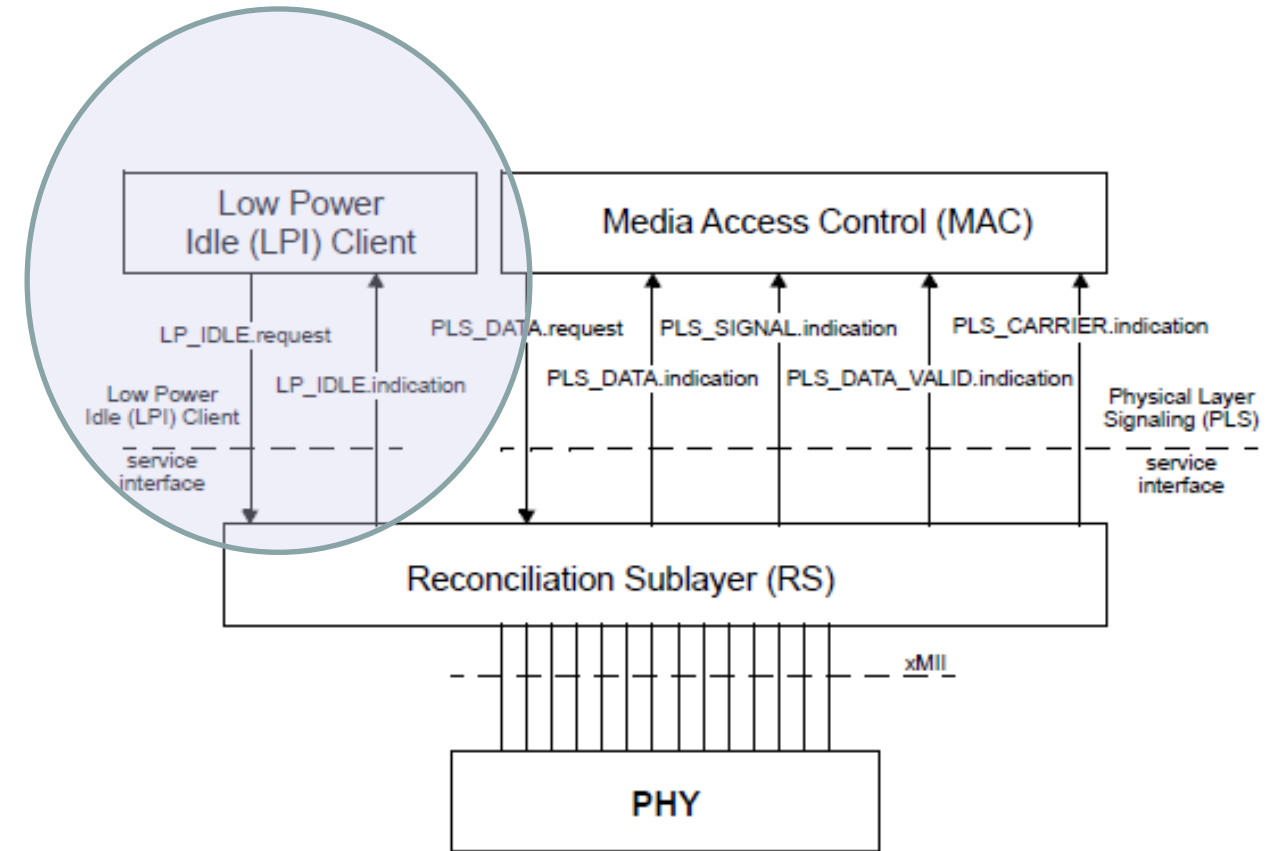 Low Power
Idle (LPI) Client
Media Access Control (MAC)
LP_IDLE.request
PLS_DATA.request
PLS_SIGNAL.indication
PLS_CARRIER.indication
LP_IDLE.indication
PLS_DATA.indication
PLS_DATA_VALID.indication
Low Power
Idle (LPI) Client
Physical Layer
Signaling (PLS)
service
interface
service
interface
Reconciliation Sublayer (RS)
xMII
PHY